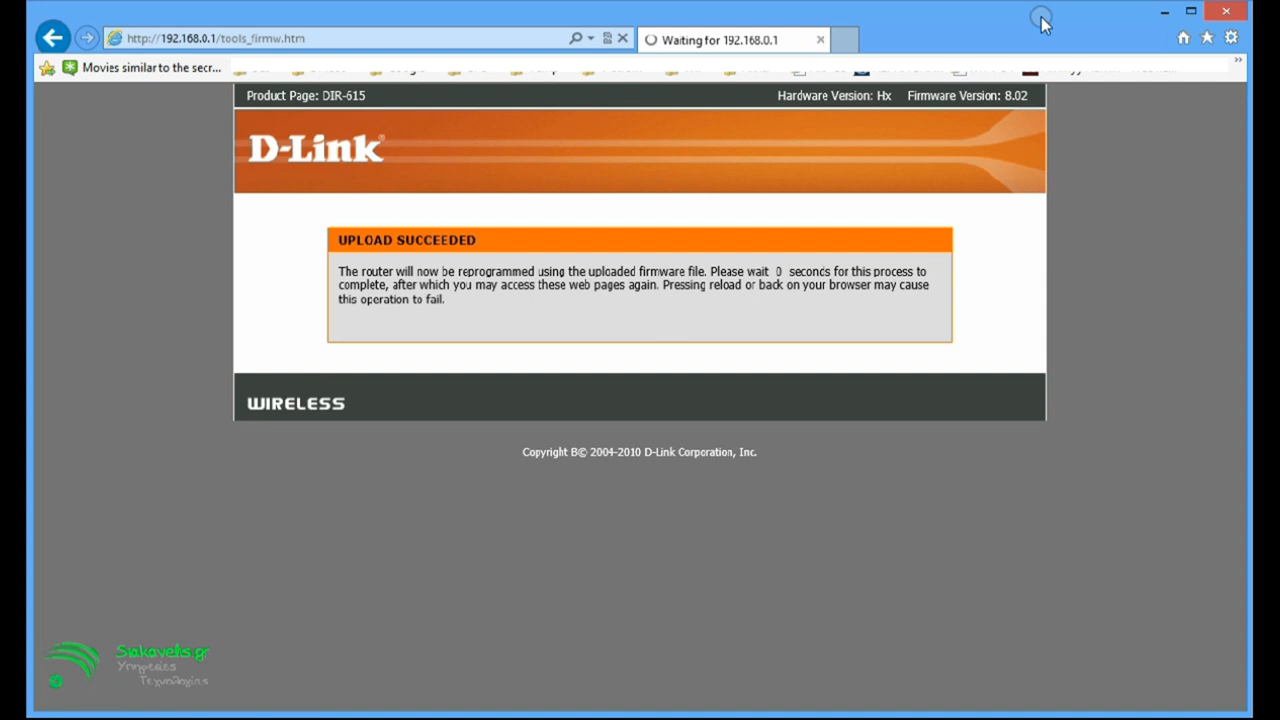 http://192.168.0.1/tools_firmw.htm
Waiting for 192.168.0.1
Movies similar to the secr...
Product Page: DIR-615
Hardware Version: Hx Firmware Version: 8.02
D-Link
UPLOAD SUCCEEDED
The router will now be reprogrammed using the uploaded firmware file. Please wait 0 seconds for this process to
complete, after which you may access these web pages again. Pressing reload or back on your browser may cause
this operation to fail.
WIRELESS
Copyright В© 2004-2010 D-Link Corporation, Inc.
Siakavelis.gr
Υπηρεσίες
Τεχνολογίας